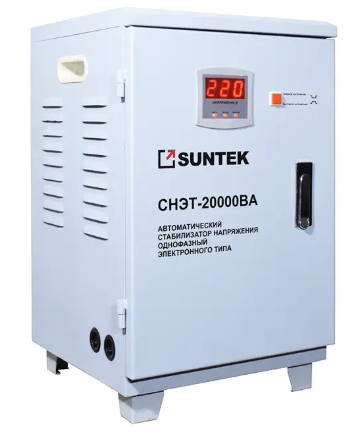 220
SUNTEK
СНЭТ-20000ВА
АВТОМАТИЧЕСКИЙ
СТАБИЛИЗАТОР НАПРЯЖЕНИЯ
ОДНОФАЗНЫЙ
ЭЛЕКТРОННОГО ТИПА